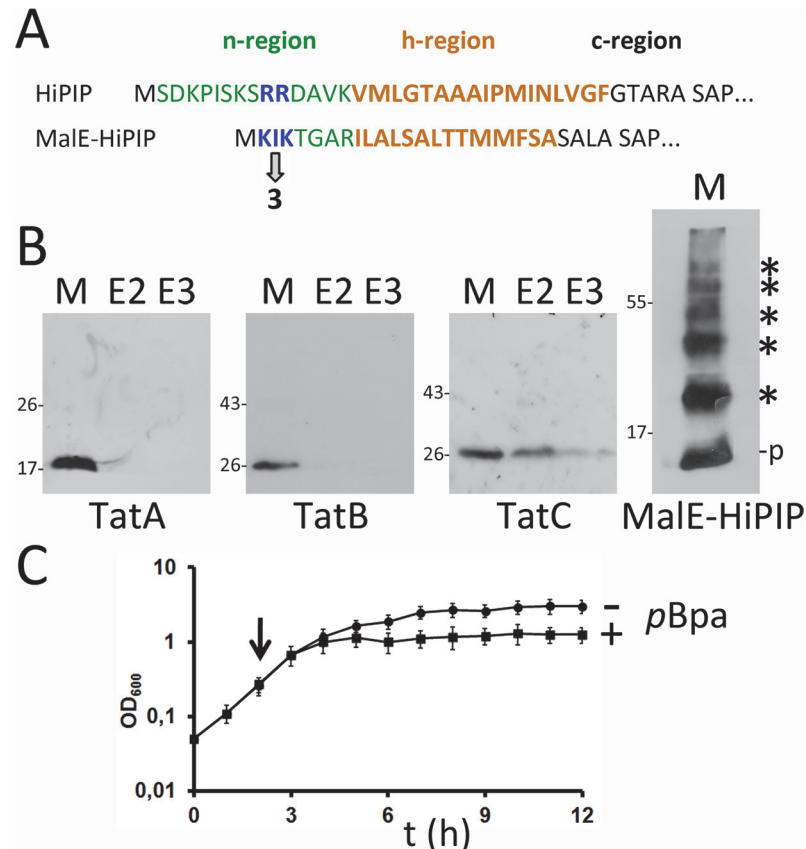 A
n-region h-region c-region
HiPIP MSDKPISKSRRDAVKVMLGTAAAIPMINLVGFGTARA SAP...
MalE-HiPIP MKIKTGARILALSALTTMMFSASALA SAP...
3
B
M E2 E3
26-
17-
TatA
M E2 E3
43-
26-
TatB
M E2 E3
43-
26-
TatC
M
55-
17-
*
*
*
*
*
-p
MalE-HiPIP
C
10
1
0,1
0,01
OD600
0 3 6 9 12
t (h)
- pBpa
+